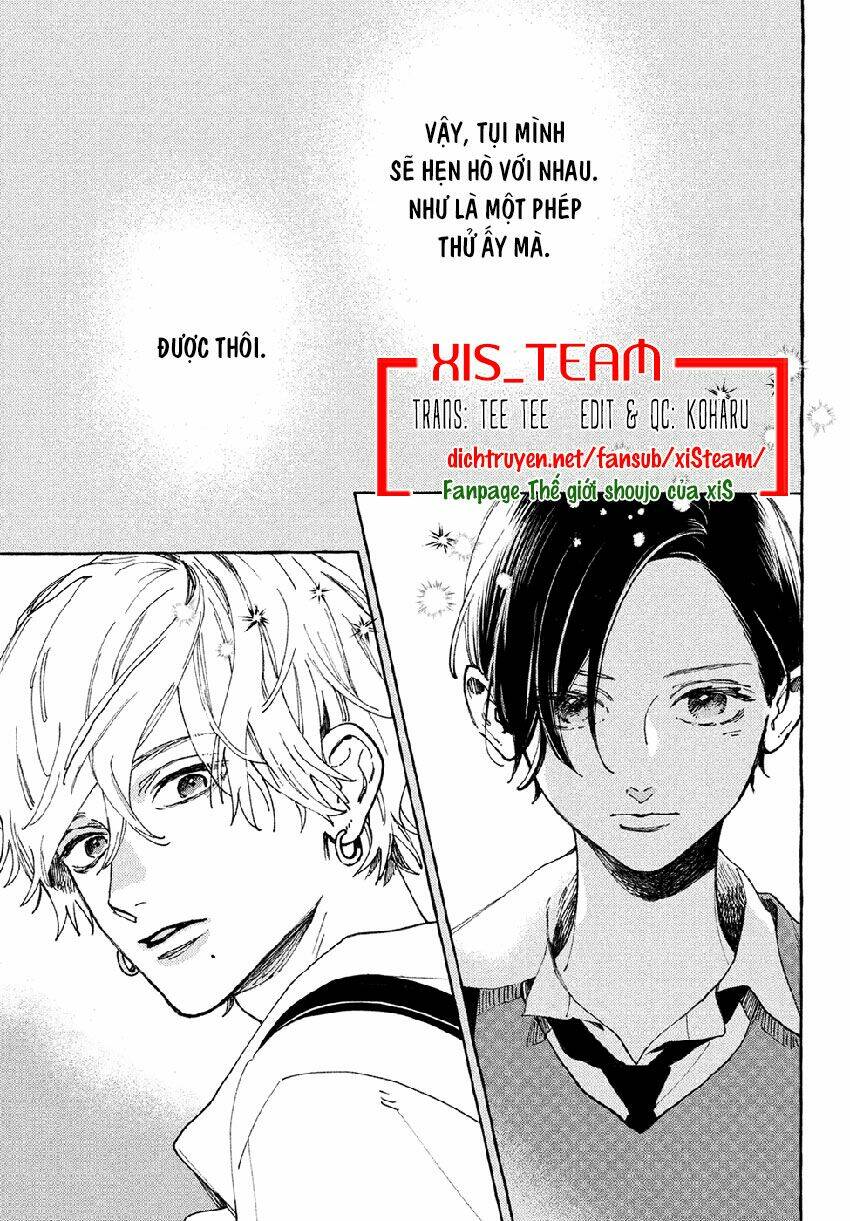 VẬY, TỤI MÌNH
SẼ HẸN HÒ VỚI NHAU.
NHƯ LÀ MỘT PHÉP
THỬ ẤY MÀ.
ĐƯỢC THÔI.
XIS_TEAM
TRANS: TEE TEE EDIT & QC: KOHARU
dichtruyen.net/fansub/xiSteam/
Fanpage Thế giới shoujo của xiS